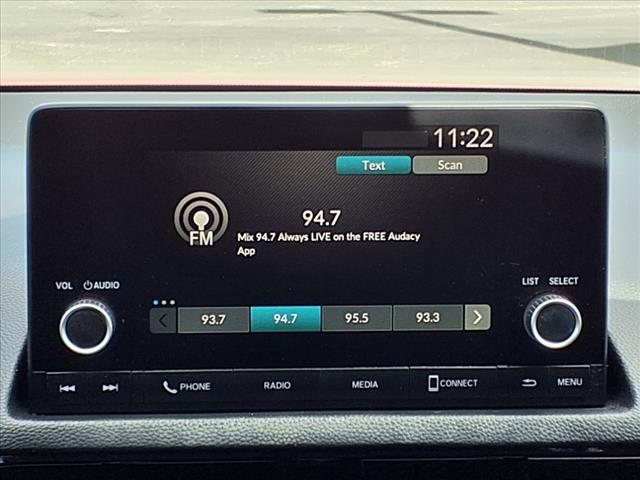 11:22
Text Scan
94.7
FM
Mix 94.7 Always LIVE on the FREE Audacy
App
VOL AUDIO
LIST SELECT
93.7 94.7 95.5 93.3
PHONE RADIO MEDIA CONNECT MENU